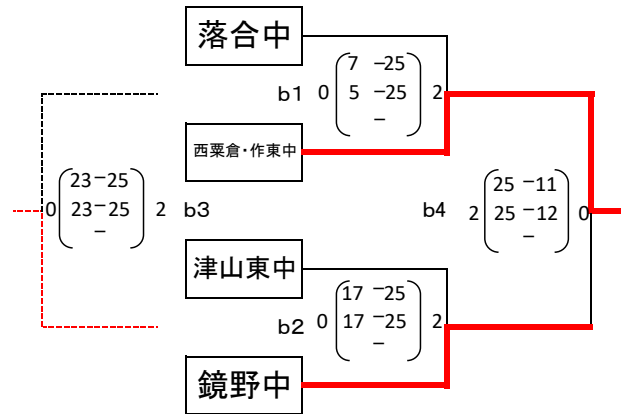 落合中
b1 0 7 -25 2
5 -25
-
西粟倉・作東中
0 23-25 2 b3
23-25
-
b4 2 25 -11 0
25 -12
-
津山東中
b2 0 17 -25 2
17 -25
-
鏡野中